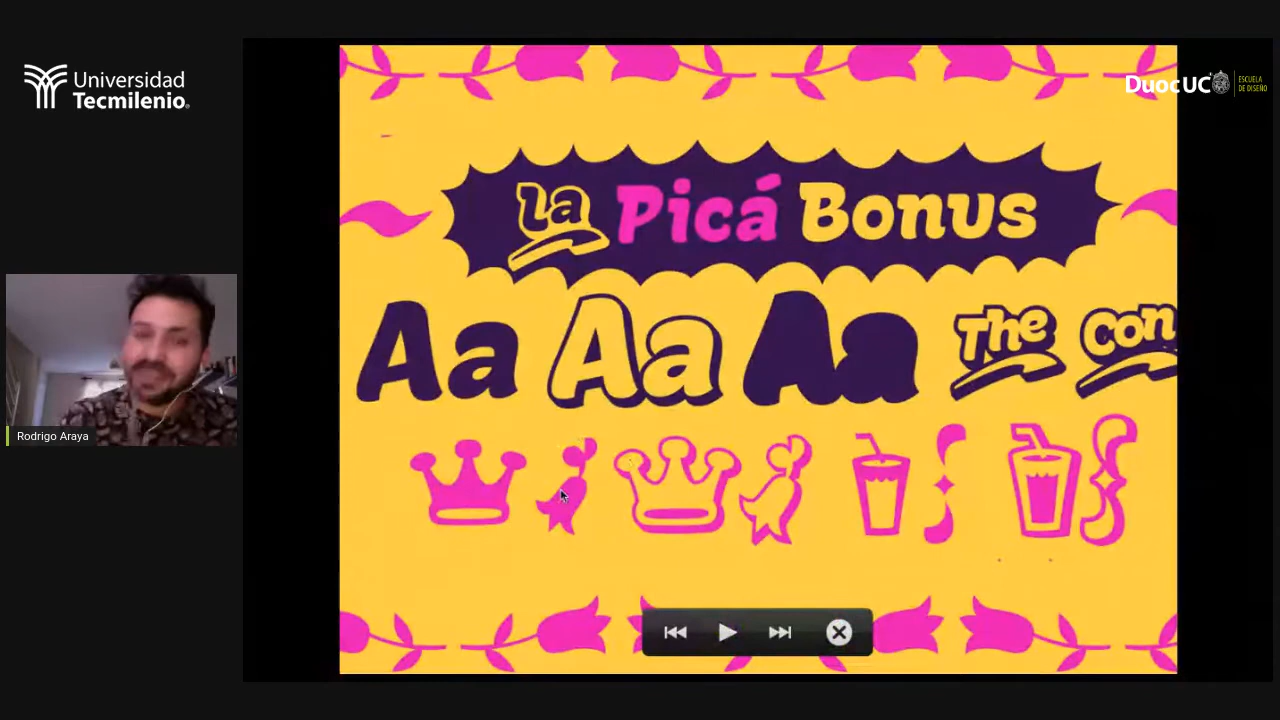 Universidad
Tecmilenio
DuocUC
ESCUELA
DE DISEÑO
La Picá Bonus
Aa Aa Aa The Con
Rodrigo Araya